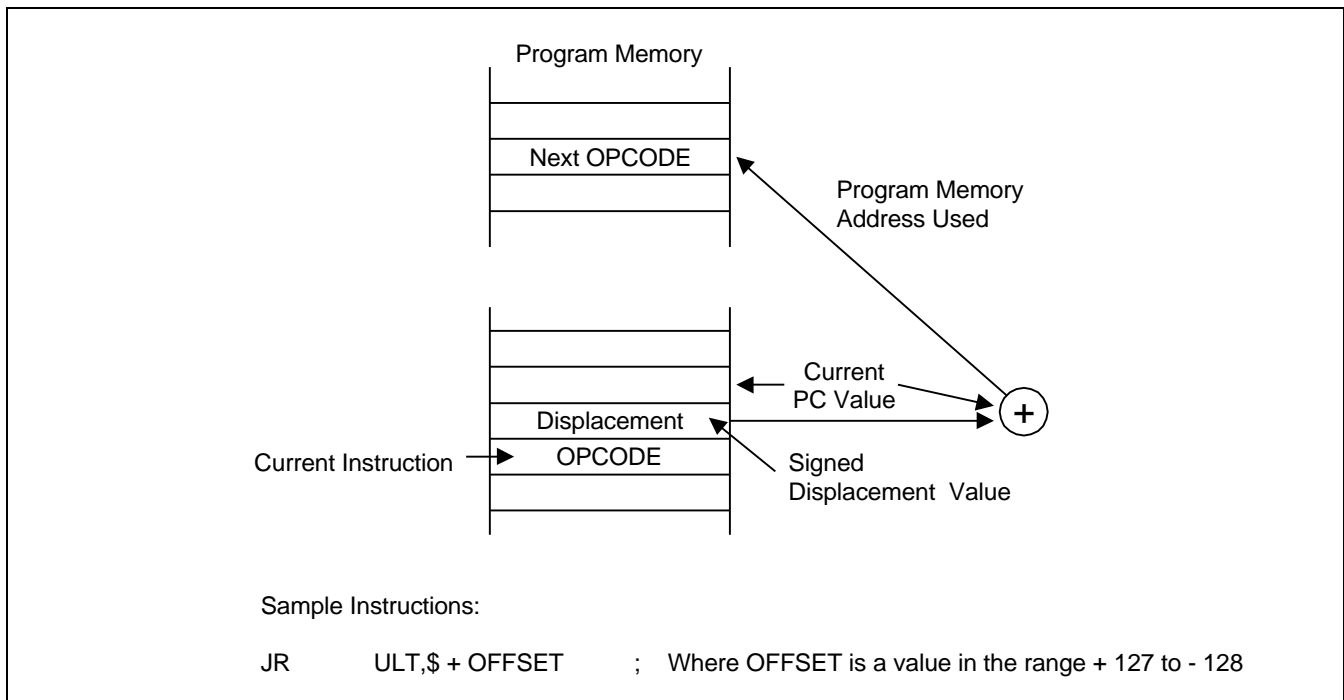 Program Memory
Next OPCODE
Program Memory
Address Used
Current
PC Value
+
Displacement
Current Instruction
OPCODE
Signed
Displacement Value
Sample Instructions:
JR ULT,$ + OFFSET ; Where OFFSET is a value in the range + 127 to - 128